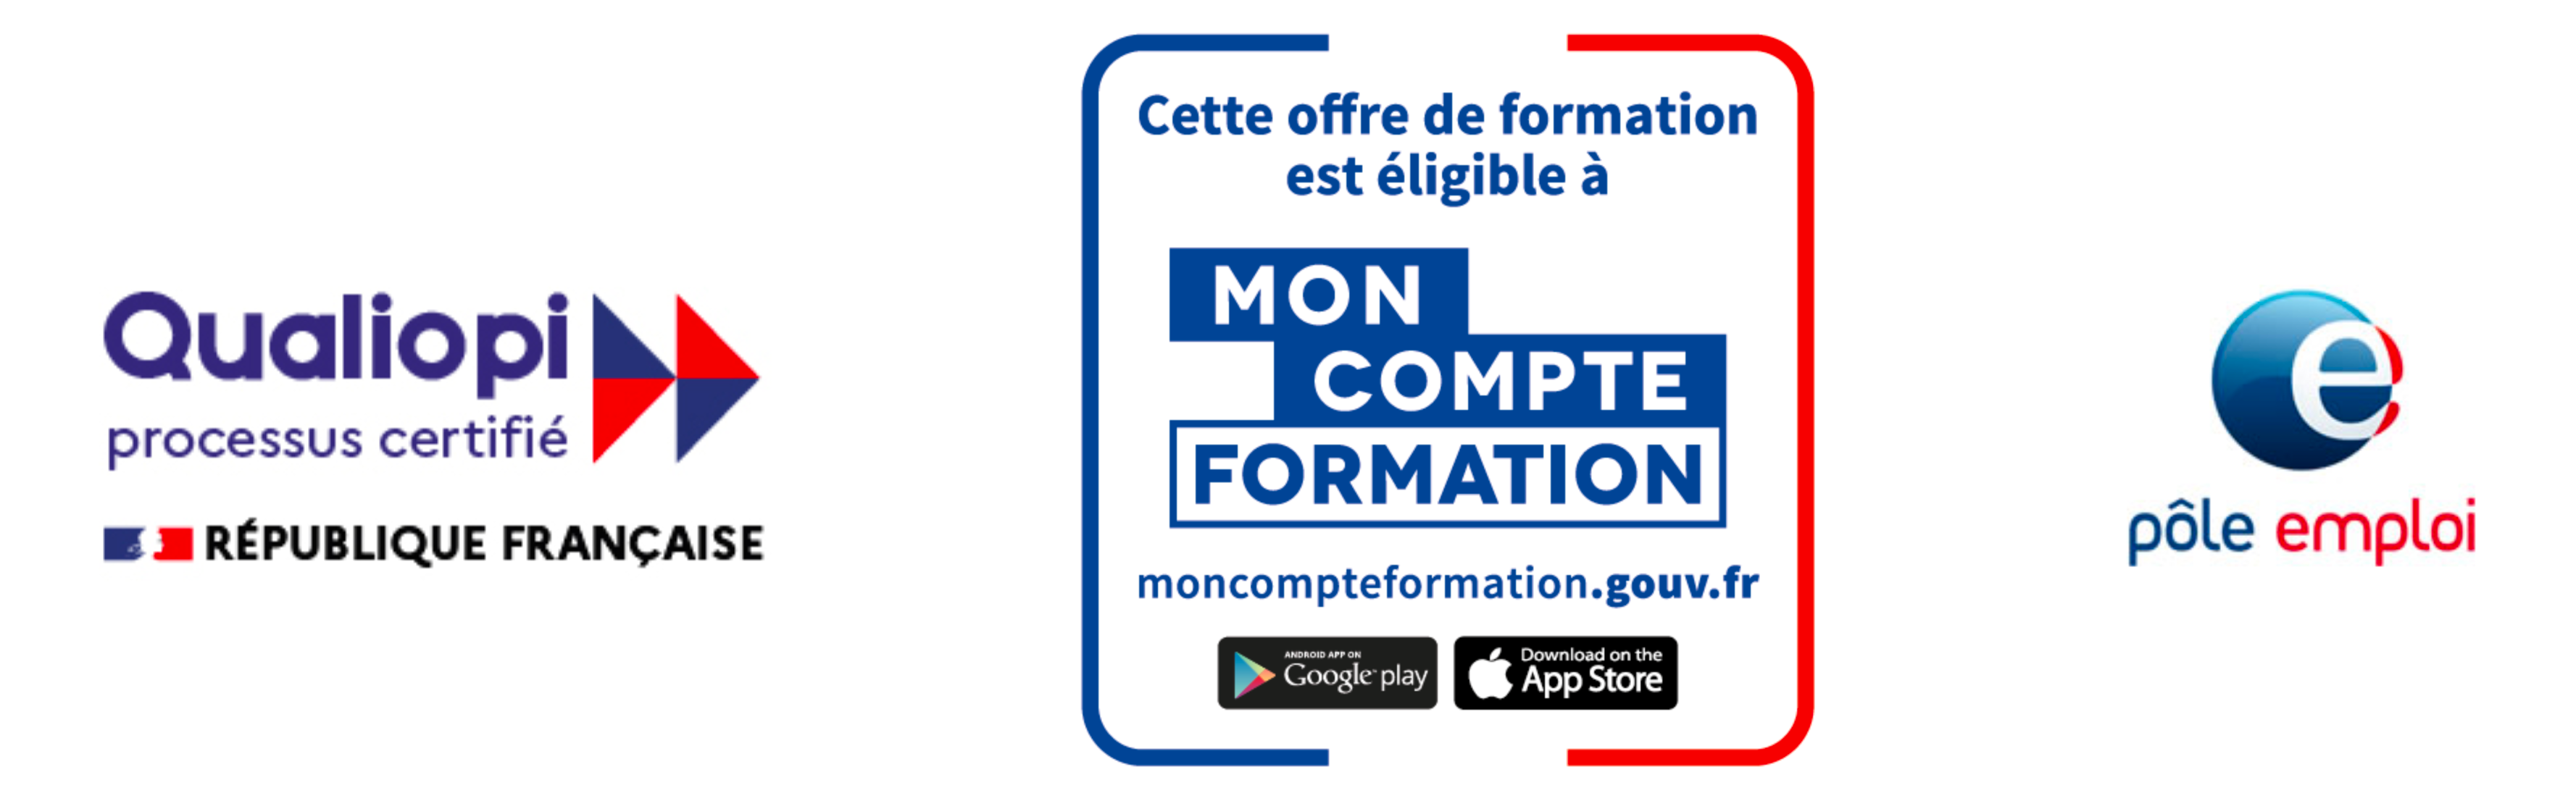 Qualiopi
processus certifié
RÉPUBLIQUE FRANÇAISE
Cette offre de formation
est éligible à
MON
COMPTE
FORMATION
moncompteformation.gouv.fr
ANDROID APP ON
Google play
Download on the
App Store
e
pôle emploi